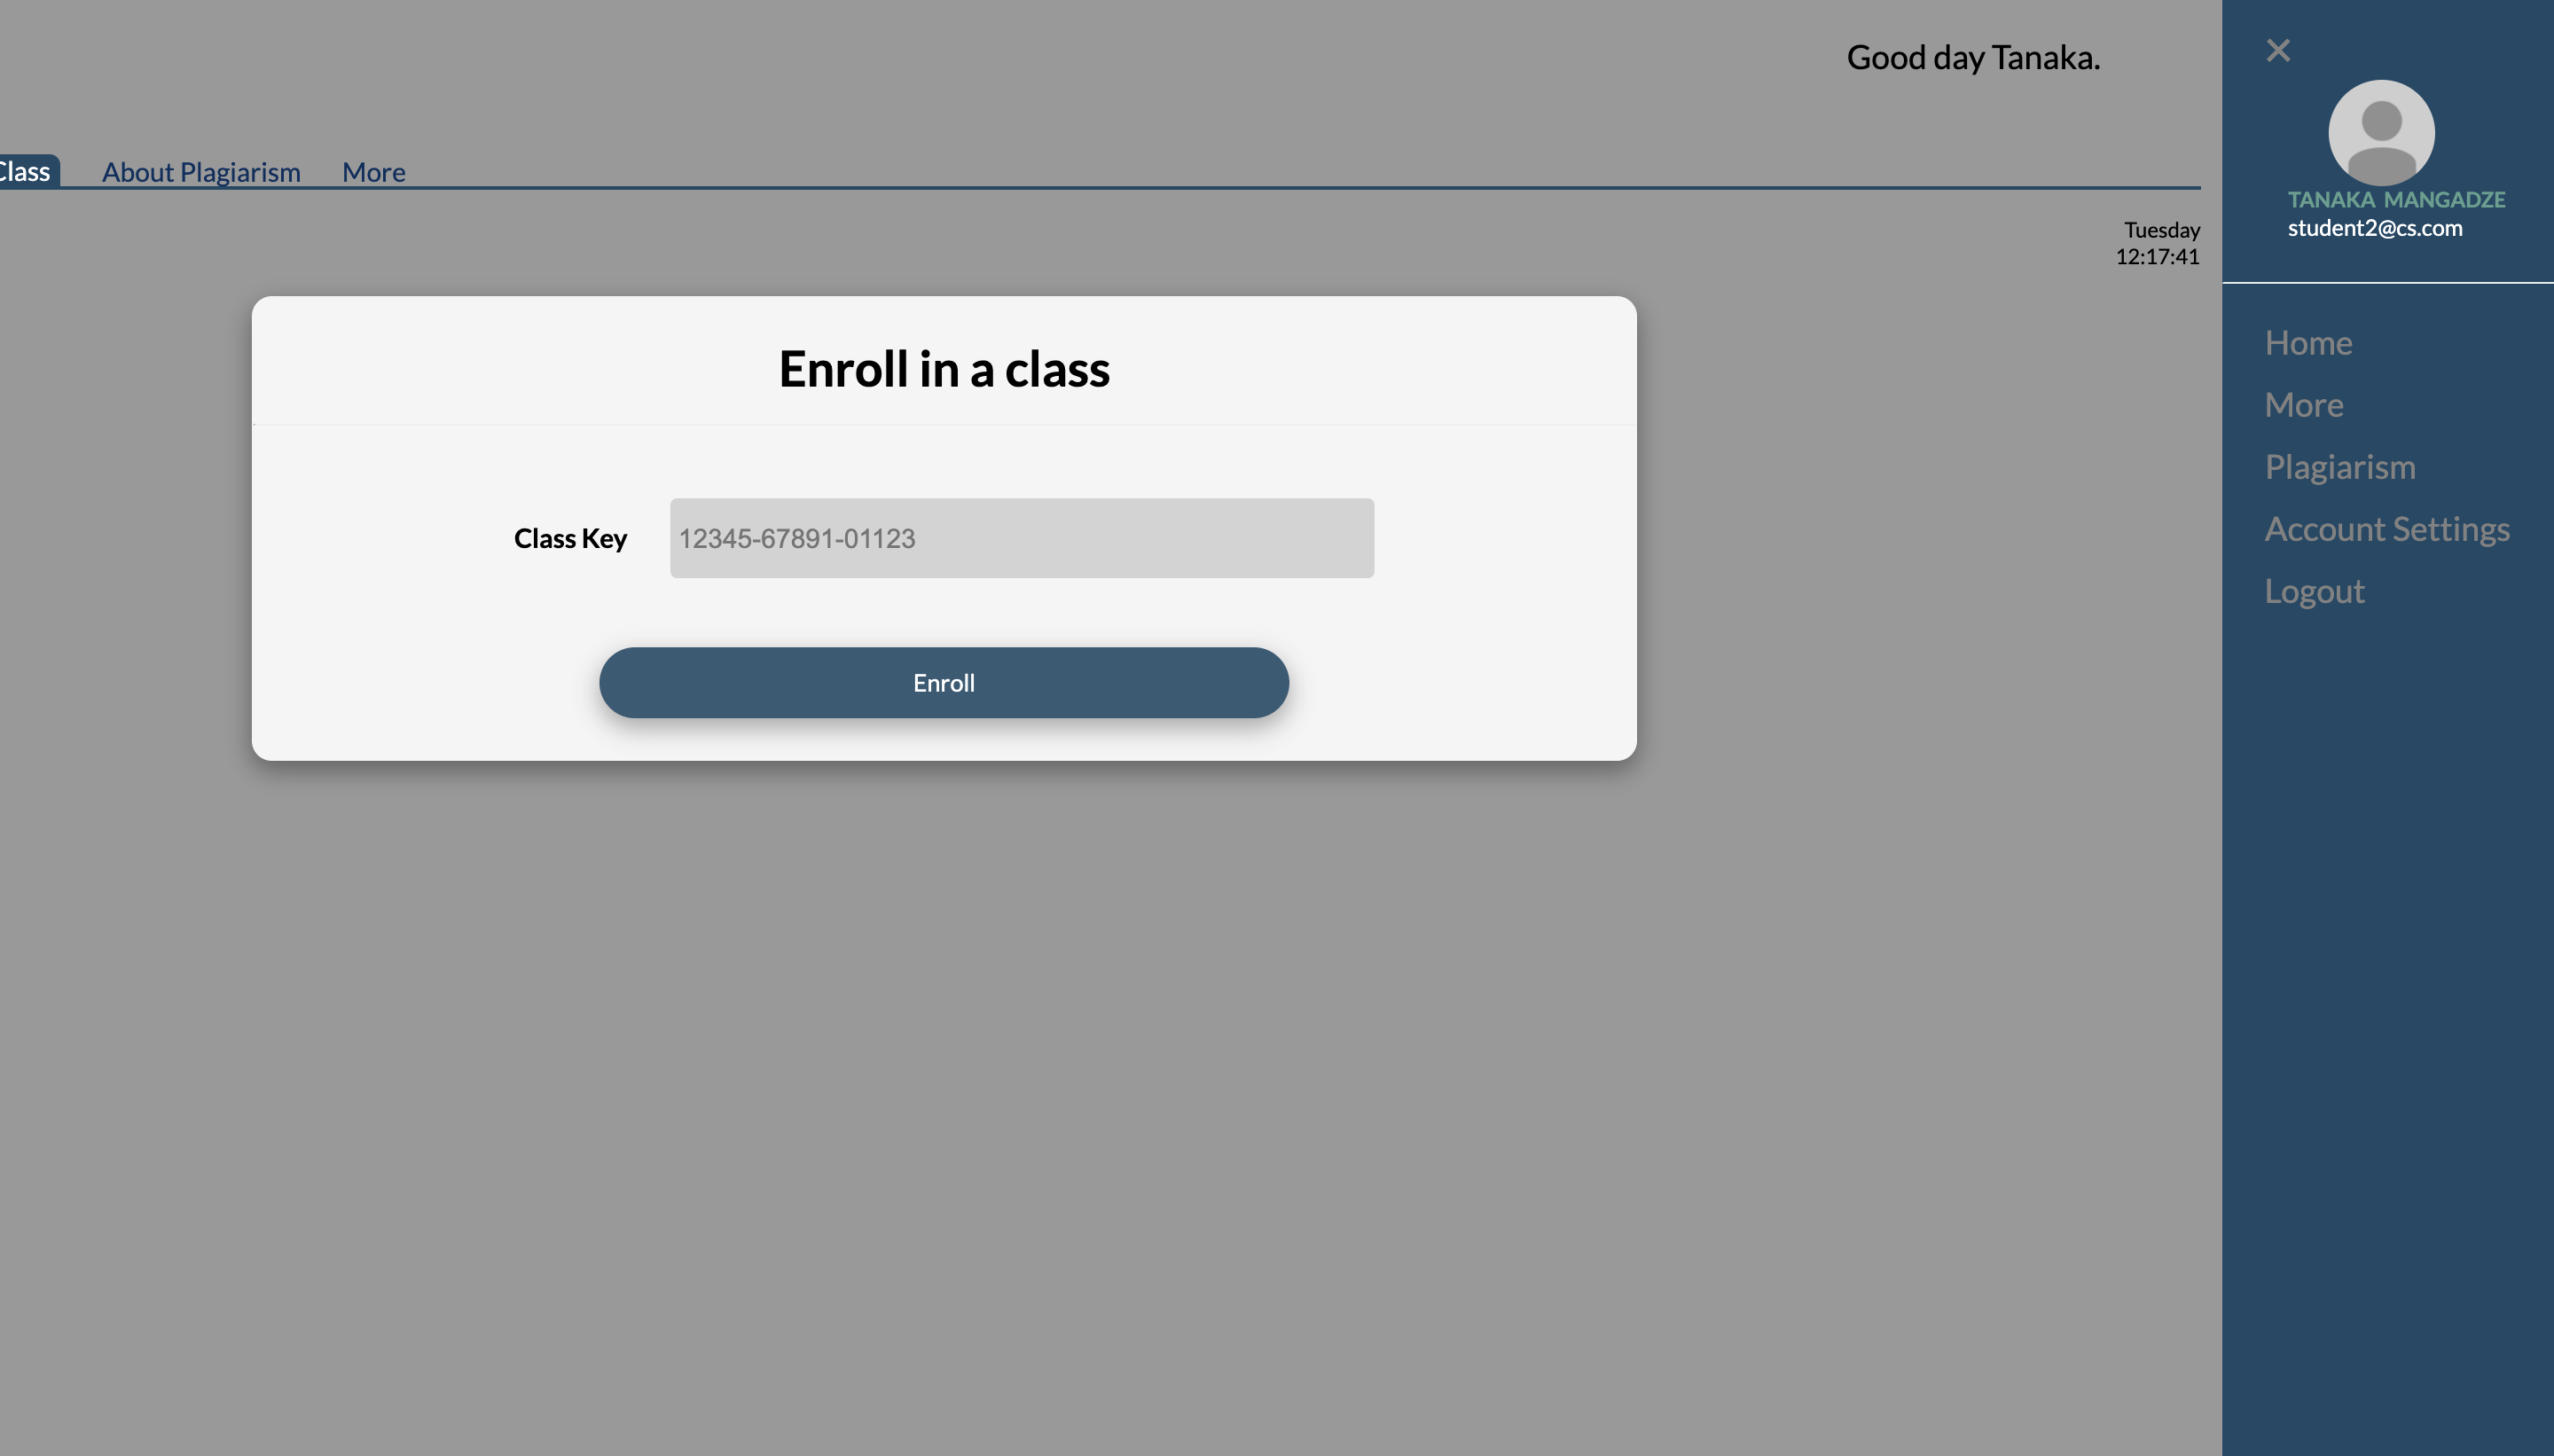 Good day Tanaka.
Class About Plagiarism More
TANAKA MANGADZE
student2@cs.com
Tuesday
12:17:41
Enroll in a class
Class Key 12345-67891-01123
Enroll
Home
More
Plagiarism
Account Settings
Logout